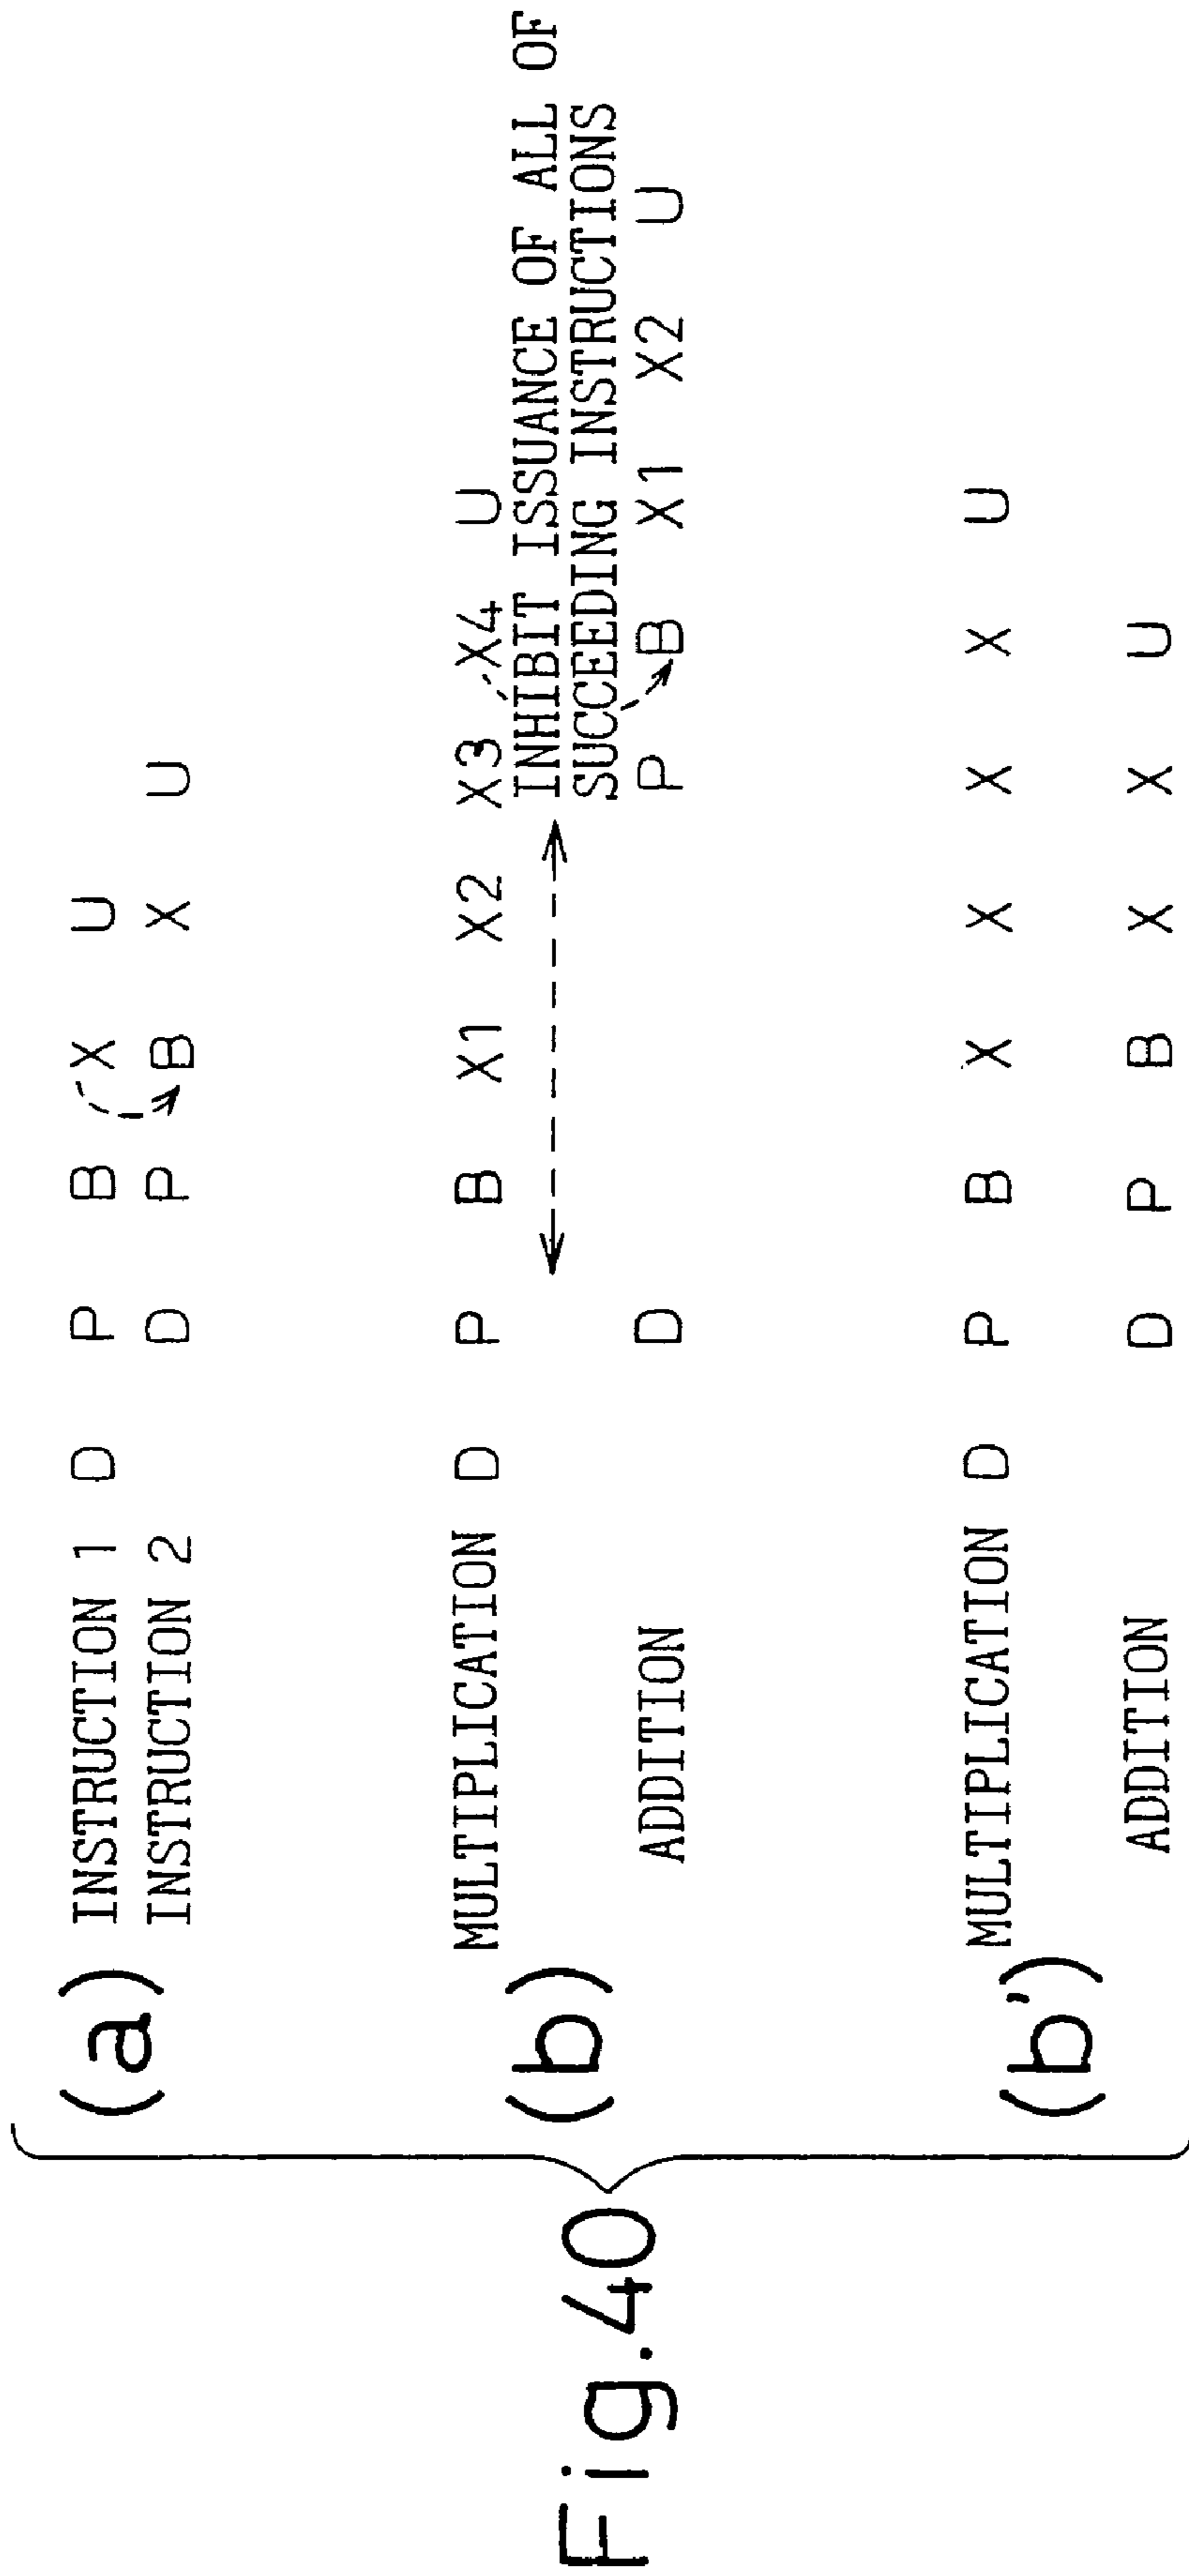 Fig.40
(a) INSTRUCTION 1 D P B X U
INSTRUCTION 2 D P B X U
(b) MULTIPLICATION D P B X1 X2 X3 X4 U
INHIBIT ISSUANCE OF ALL OF
SUCCEEDING INSTRUCTIONS
ADDITION D P B X1 X2 U
(b') MULTIPLICATION D P B X X X X U
ADDITION D P B X X U